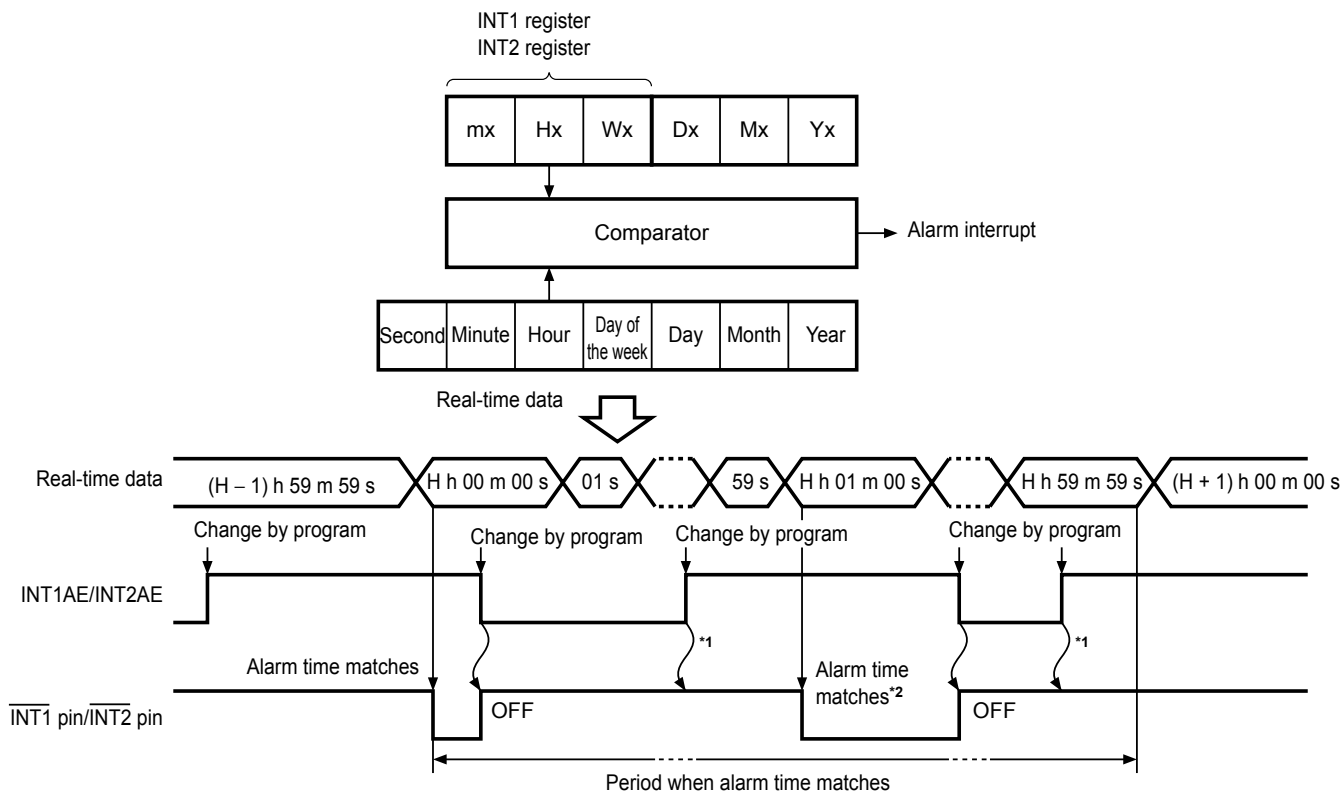 INT1 register
INT2 register
mx Hx Wx Dx Mx Yx
Comparator
Alarm interrupt
Second Minute Hour Day of the week Day Month Year
Real-time data
Real-time data
(H – 1) h 59 m 59 s H h 00 m 00 s 01 s 59 s H h 01 m 00 s H h 59 m 59 s (H + 1) h 00 m 00 s
Change by program Change by program Change by program Change by program
INT1AE/INT2AE
*1 *1
Alarm time matches
Alarm time
matches*2
INT1 pin/INT2 pin
OFF OFF
Period when alarm time matches